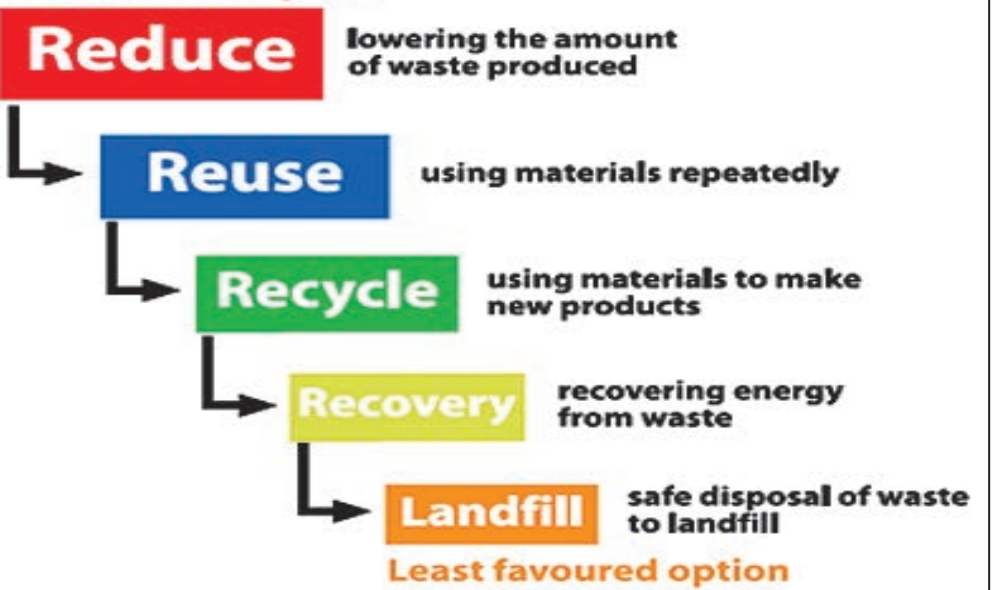 Reduce
lowering the amount
of waste produced
Reuse
using materials repeatedly
Recycle
using materials to make
new products
Recovery
recovering energy
from waste
Landfill
safe disposal of waste
to landfill
Least favoured option